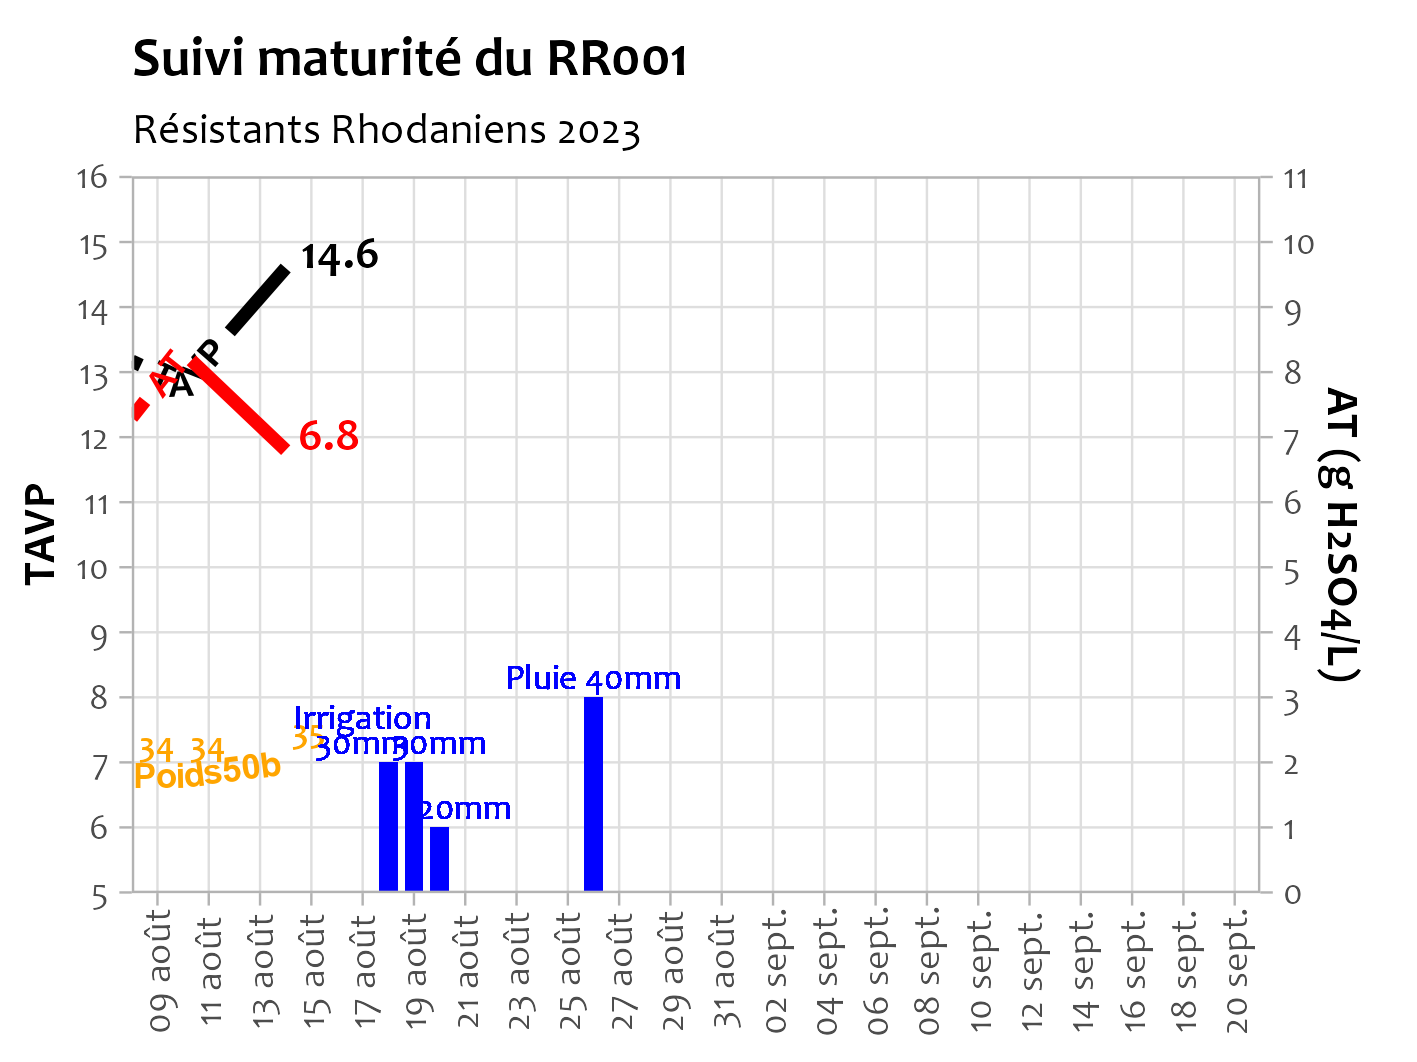 Suivi maturité du RR001
Résistants Rhodaniens 2023
16
15
14
13
12
11
10
9
8
7
6
5
TAVP
11
10
9
8
7
6
5
4
3
2
1
0
AT (g H2SO4/L)
14.6
TAVP
AT
6.8
Pluie 40mm
Irrigation
30mm
30mm
20mm
34
34
35
Poids50b
09 août
11 août
13 août
15 août
17 août
19 août
21 août
23 août
25 août
27 août
29 août
31 août
02 sept.
04 sept.
06 sept.
08 sept.
10 sept.
12 sept.
14 sept.
16 sept.
18 sept.
20 sept.